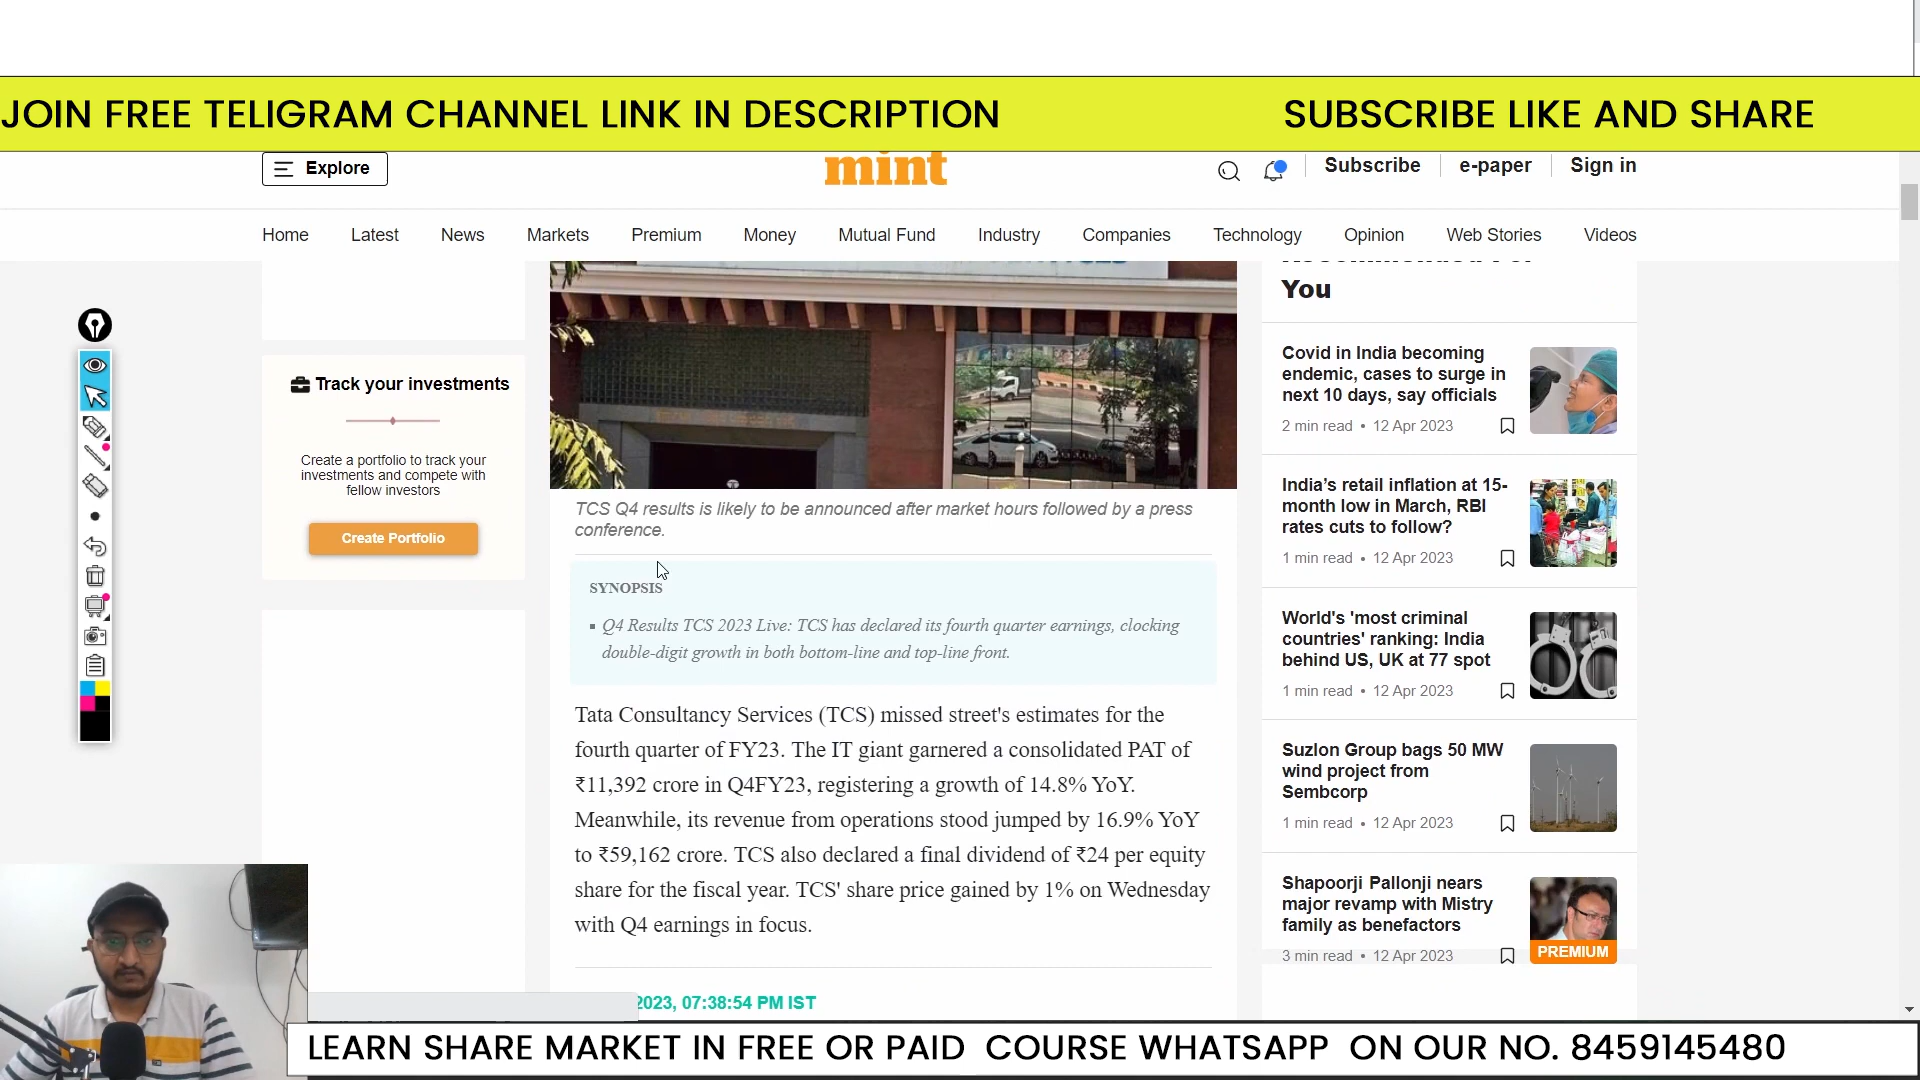 JOIN FREE TELIGRAM CHANNEL LINK IN DESCRIPTION
SUBSCRIBE LIKE AND SHARE
Explore
mint
Subscribe
e-paper
Sign in
Home
Latest
News
Markets
Premium
Money
Mutual Fund
Industry
Companies
Technology
Opinion
Web Stories
Videos
Track your investments
Create a portfolio to track your
investments and compete with
fellow investors
Create Portfolio
TCS Q4 results is likely to be announced after market hours followed by a press
conference.
SYNOPSIS
Q4 Results TCS 2023 Live: TCS has declared its fourth quarter earnings, clocking
double-digit growth in both bottom-line and top-line front.
Tata Consultancy Services (TCS) missed street's estimates for the
fourth quarter of FY23. The IT giant garnered a consolidated PAT of
₹11,392 crore in Q4FY23, registering a growth of 14.8% YoY.
Meanwhile, its revenue from operations stood jumped by 16.9% YoY
to ₹59,162 crore. TCS also declared a final dividend of ₹24 per equity
share for the fiscal year. TCS' share price gained by 1% on Wednesday
with Q4 earnings in focus.
2023, 07:38:54 PM IST
You
Covid in India becoming
endemic, cases to surge in
next 10 days, say officials
2 min read • 12 Apr 2023
India's retail inflation at 15-
month low in March, RBI
rates cuts to follow?
1 min read • 12 Apr 2023
World's 'most criminal
countries' ranking: India
behind US, UK at 77 spot
1 min read • 12 Apr 2023
Suzlon Group bags 50 MW
wind project from
Sembcorp
1 min read • 12 Apr 2023
Shapoorji Pallonji nears
major revamp with Mistry
family as benefactors
PREMIUM
3 min read • 12 Apr 2023
LEARN SHARE MARKET IN FREE OR PAID COURSE WHATSAPP ON OUR NO. 8459145480